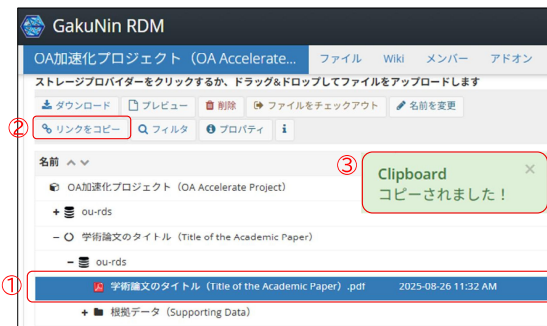 GakuNin RDM
OA加速化プロジェクト（OA Accelerate... ファイル Wiki メンバー アドオン
ストレージプロバイダーをクリックするか、ドラッグ&ドロップしてファイルをアップロードします
ダウンロード プレビュー 削除 ファイルをチェックアウト 名前を変更
② リンクをコピー フィルタ プロパティ i
名前
③ Clipboard ×
コピーされました！
OA加速化プロジェクト（OA Accelerate Project）
+ ou-rds
− 学術論文のタイトル（Title of the Academic Paper）
− ou-rds
① 学術論文のタイトル（Title of the Academic Paper）.pdf 2025-08-26 11:32 AM
+ 根拠データ（Supporting Data）